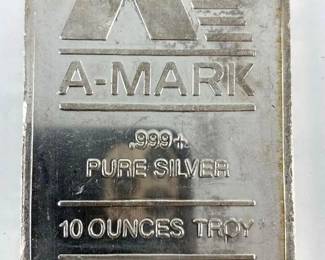 A-MARK
.999+
PURE SILVER
10 OUNCES TROY